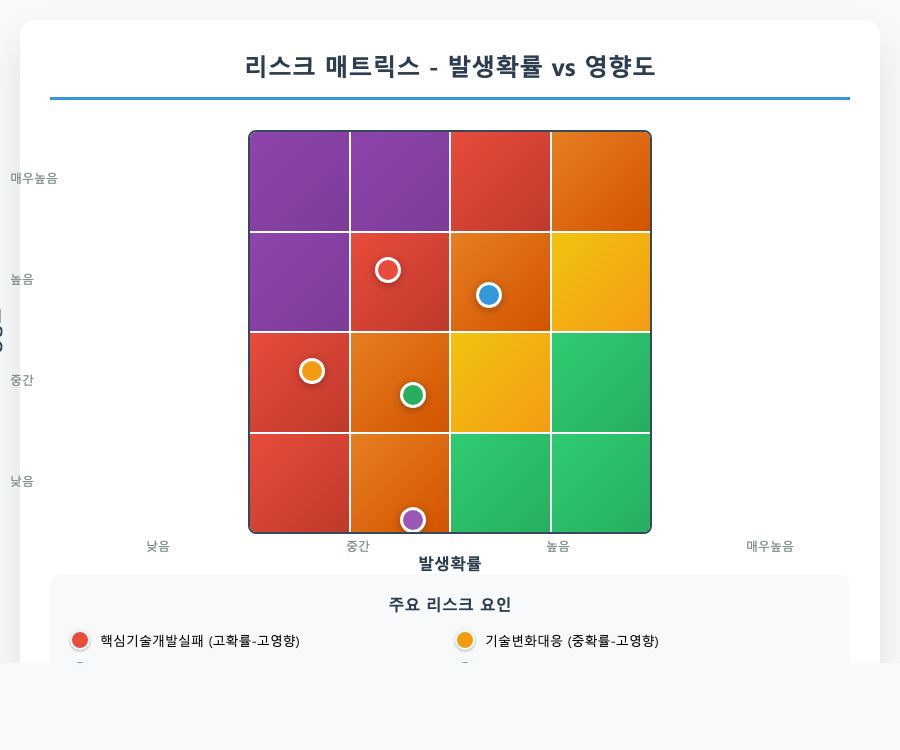 리스크 매트릭스 - 발생확률 vs 영향도
매우높음
높음
중간
낮음
낮음
중간
높음
매우높음
발생확률
주요 리스크 요인
핵심기술개발실패 (고확률-고영향)
기술변화대응 (중확률-고영향)